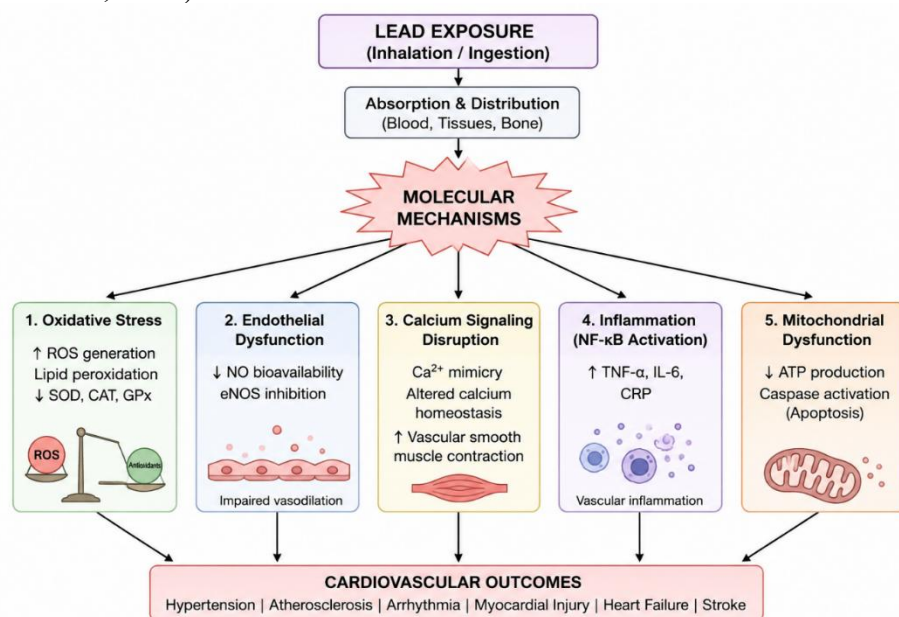 LEAD EXPOSURE
(Inhalation / Ingestion)
Absorption & Distribution
(Blood, Tissues, Bone)
MOLECULAR
MECHANISMS
1. Oxidative Stress
↑ ROS generation
Lipid peroxidation
↓ SOD, CAT, GPx
ROS
Antioxidants
2. Endothelial
Dysfunction
↓ NO bioavailability
eNOS inhibition
Impaired vasodilation
3. Calcium Signaling
Disruption
Ca²⁺ mimicry
Altered calcium
homeostasis
↑ Vascular smooth
muscle contraction
4. Inflammation
(NF-κB Activation)
↑ TNF-α, IL-6,
CRP
Vascular inflammation
5. Mitochondrial
Dysfunction
↓ ATP production
Caspase activation
(Apoptosis)
CARDIOVASCULAR OUTCOMES
Hypertension | Atherosclerosis | Arrhythmia | Myocardial Injury | Heart Failure | Stroke